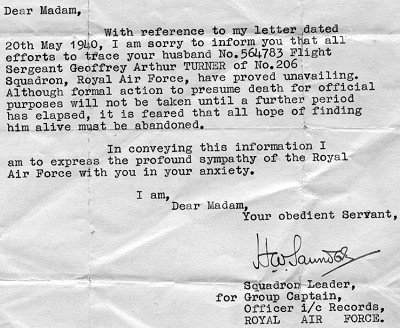 Dear Madam,
With reference to my letter dated
20th May 1940, I am sorry to inform you that all
efforts to trace your husband No.564783 Flight
Sergeant Geoffrey Arthur TURNER of No.206
Squadron, Royal Air Force, have proved unavailing.
Although formal action to presume death for official
purposes will not be taken until a further period
has elapsed, it is feared that all hope of finding
him alive must be abandoned.
In conveying this information I
am to express the profound sympathy of the Royal
Air Force with you in your anxiety.
I am,
Dear Madam,
Your obedient Servant,
Squadron Leader,
for Group Captain,
Officer i/c Records,
ROYAL AIR FORCE.